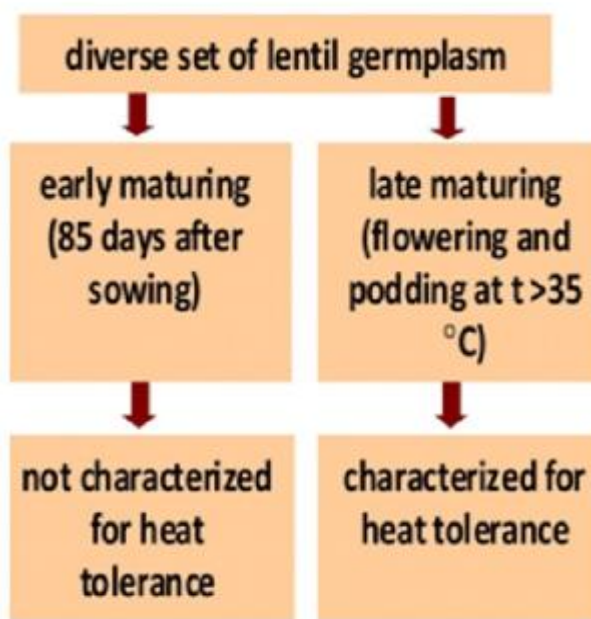 diverse set of lentil germplasm
early maturing
(85 days after
sowing)
late maturing
(flowering and
podding at t >35
°C)
not characterized
for heat
tolerance
characterized for
heat tolerance